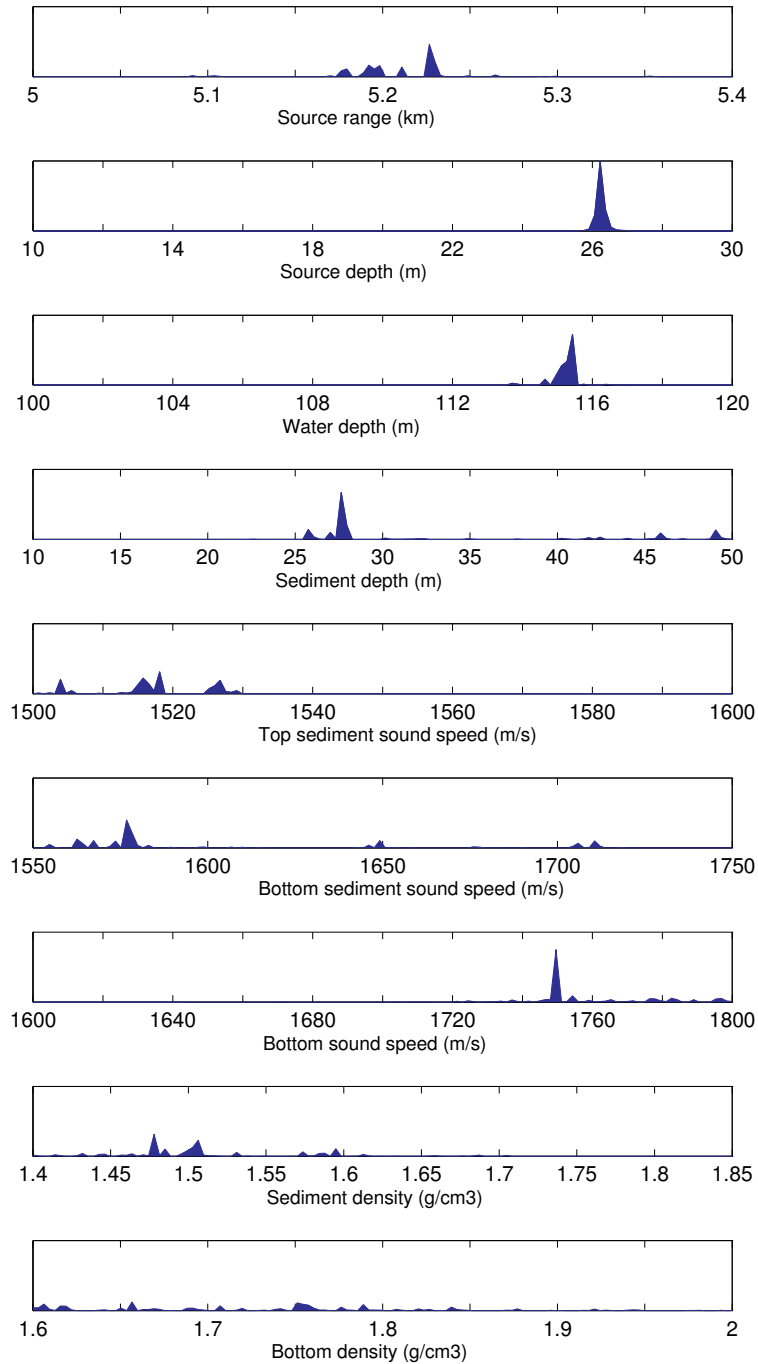 5 5.1 5.2 5.3 5.4
Source range (km)
10 14 18 22 26 30
Source depth (m)
100 104 108 112 116 120
Water depth (m)
10 15 20 25 30 35 40 45 50
Sediment depth (m)
1500 1520 1540 1560 1580 1600
Top sediment sound speed (m/s)
1550 1600 1650 1700 1750
Bottom sediment sound speed (m/s)
1600 1640 1680 1720 1760 1800
Bottom sound speed (m/s)
1.4 1.45 1.5 1.55 1.6 1.65 1.7 1.75 1.8 1.85
Sediment density (g/cm3)
1.6 1.7 1.8 1.9 2
Bottom density (g/cm3)